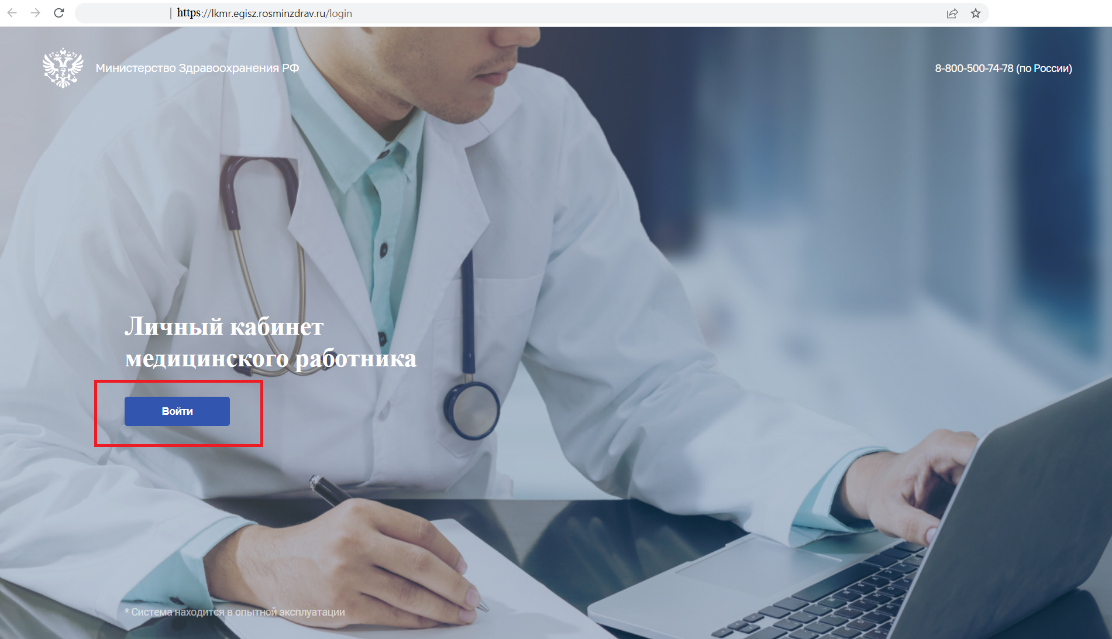 https://lkmr.egisz.rosminzdrav.ru/login
Министерство Здравоохранения РФ
8-800-500-74-78 (по России)
Личный кабинет
медицинского работника
Войти
* Система находится в опытной эксплуатации